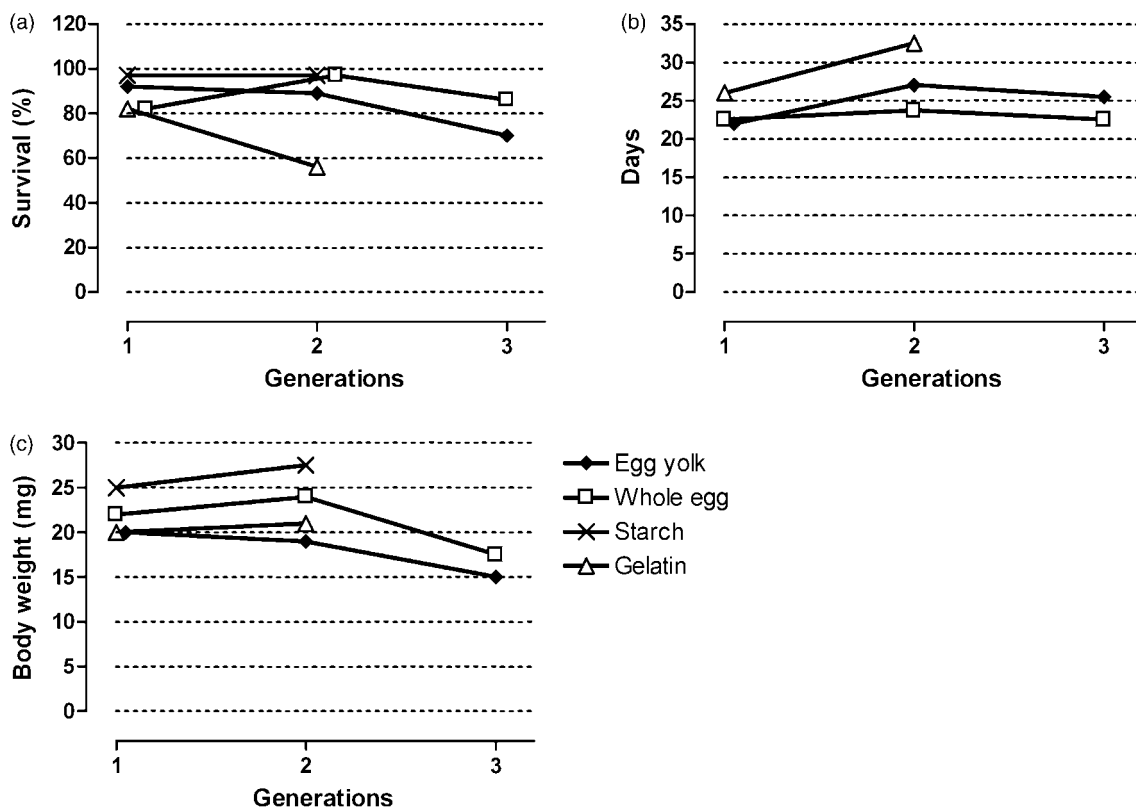 (a)
Survival (%)
120
100
80
60
40
20
0
1 2 3
Generations
(b)
Days
35
30
25
20
15
10
5
0
1 2 3
Generations
(c)
Body weight (mg)
30
25
20
15
10
5
0
1 2 3
Generations
Egg yolk
Whole egg
Starch
Gelatin